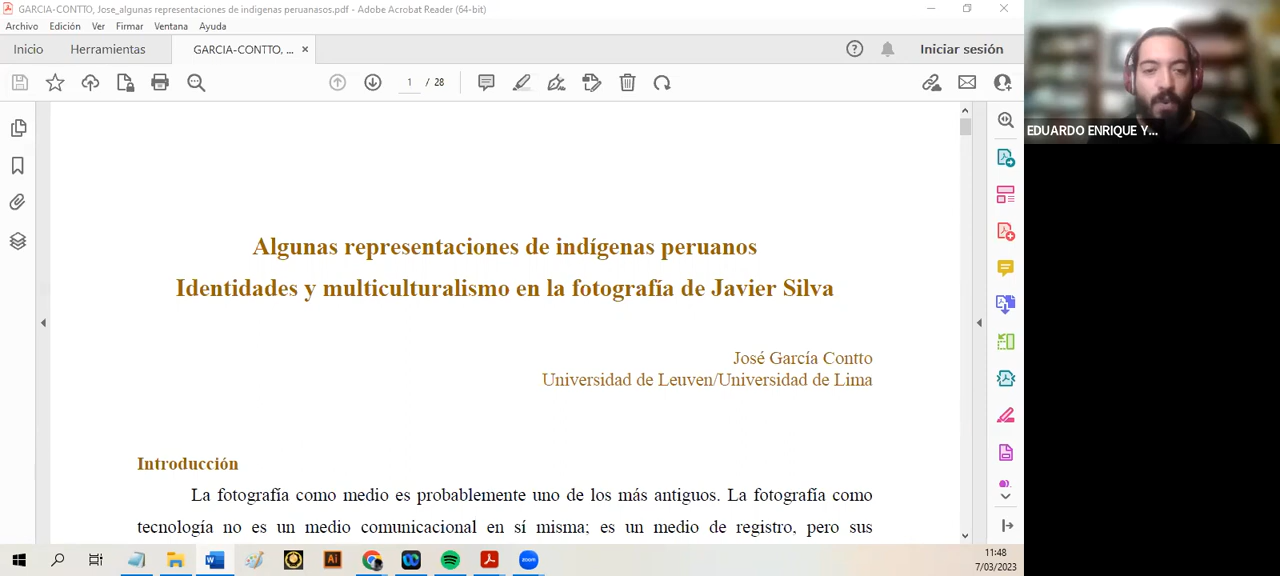 GARCIA-CONTTO, Jose_algunas representaciones de indigenas peruanasos.pdf - Adobe Acrobat Reader (64-bit)
Archivo Edición Ver Firmar Ventana Ayuda
Inicio Herramientas GARCIA-CONTTO, ... × Iniciar sesión
1 / 28
EDUARDO ENRIQUE Y...
Algunas representaciones de indígenas peruanos
Identidades y multiculturalismo en la fotografía de Javier Silva
José García Contto
Universidad de Leuven/Universidad de Lima
Introducción
La fotografía como medio es probablemente uno de los más antiguos. La fotografía como
tecnología no es un medio comunicacional en sí misma; es un medio de registro, pero sus
W
Ai
zoom
11:48
7/03/2023